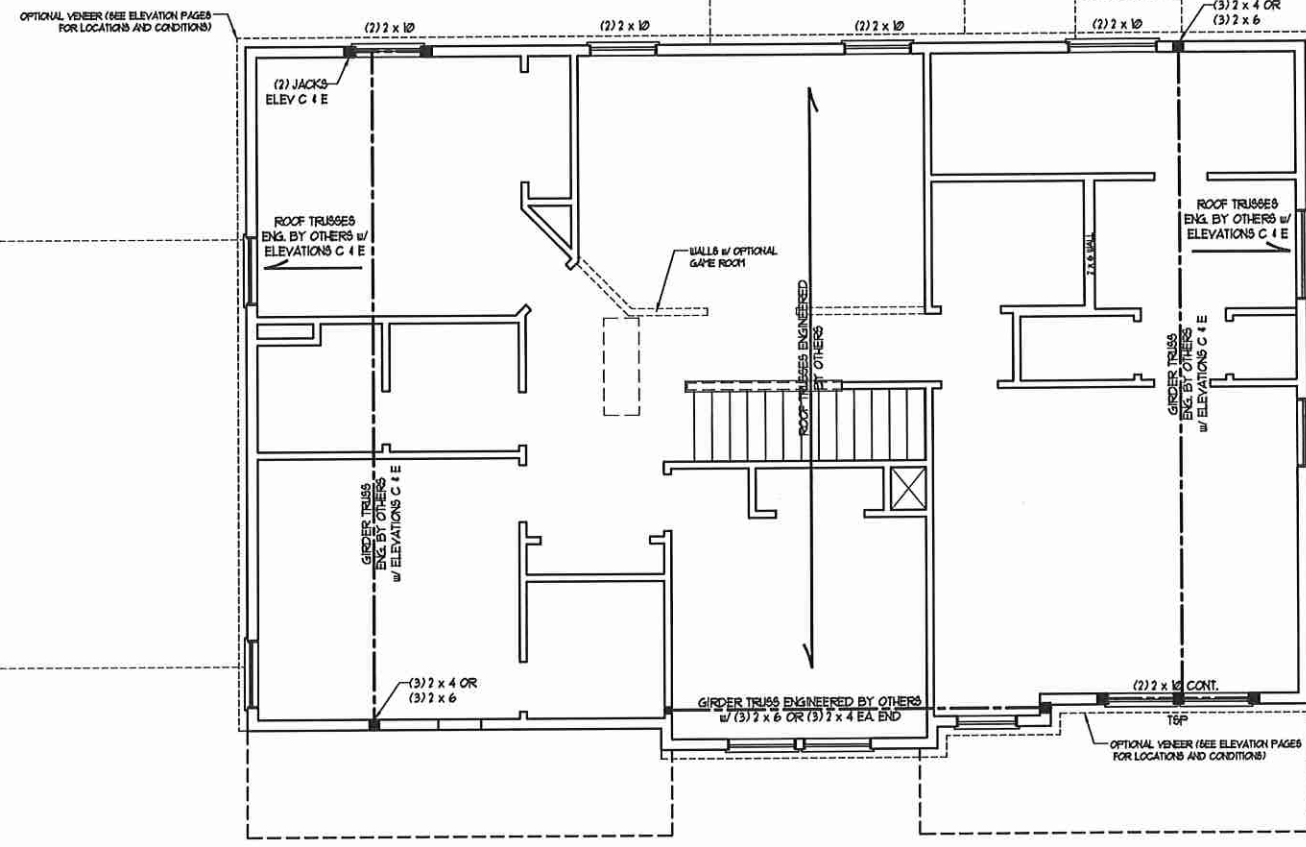 OPTIONAL VENEER (SEE ELEVATION PAGES
FOR LOCATIONS AND CONDITIONS)
(2) 2 x 10
(2) 2 x 10
(2) 2 x 10
(2) 2 x 10
(3) 2 x 4 OR
(3) 2 x 6
(2) JACKS
ELEV C & E
ROOF TRUSSES
ENG. BY OTHERS w/
ELEVATIONS C & E
WALLS w/ OPTIONAL
GAME ROOM
2 x 6 WALL
ROOF TRUSSES
ENG. BY OTHERS w/
ELEVATIONS C & E
ROOF TRUSSES ENGINEERED
BY OTHERS
GIRDER TRUSS
ENG. BY OTHERS
w/ ELEVATIONS C & E
GIRDER TRUSS
ENG. BY OTHERS
w/ ELEVATIONS C & E
(3) 2 x 4 OR
(3) 2 x 6
GIRDER TRUSS ENGINEERED BY OTHERS
w/ (3) 2 x 6 OR (3) 2 x 4 EA. END
(2) 2 x 10 CONT.
TSP
OPTIONAL VENEER (SEE ELEVATION PAGES
FOR LOCATIONS AND CONDITIONS)